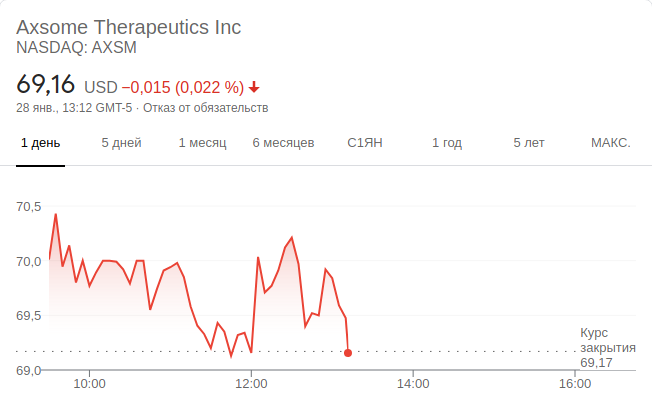 Axsome Therapeutics Inc
NASDAQ: AXSM
69,16 USD −0,015 (0,022 %)
28 янв., 13:12 GMT-5 · Отказ от обязательств
1 день 5 дней 1 месяц 6 месяцев С1ЯН 1 год 5 лет МАКС.
70,5
70,0
69,5
69,0
Курс
закрытия
69,17
10:00 12:00 14:00 16:00